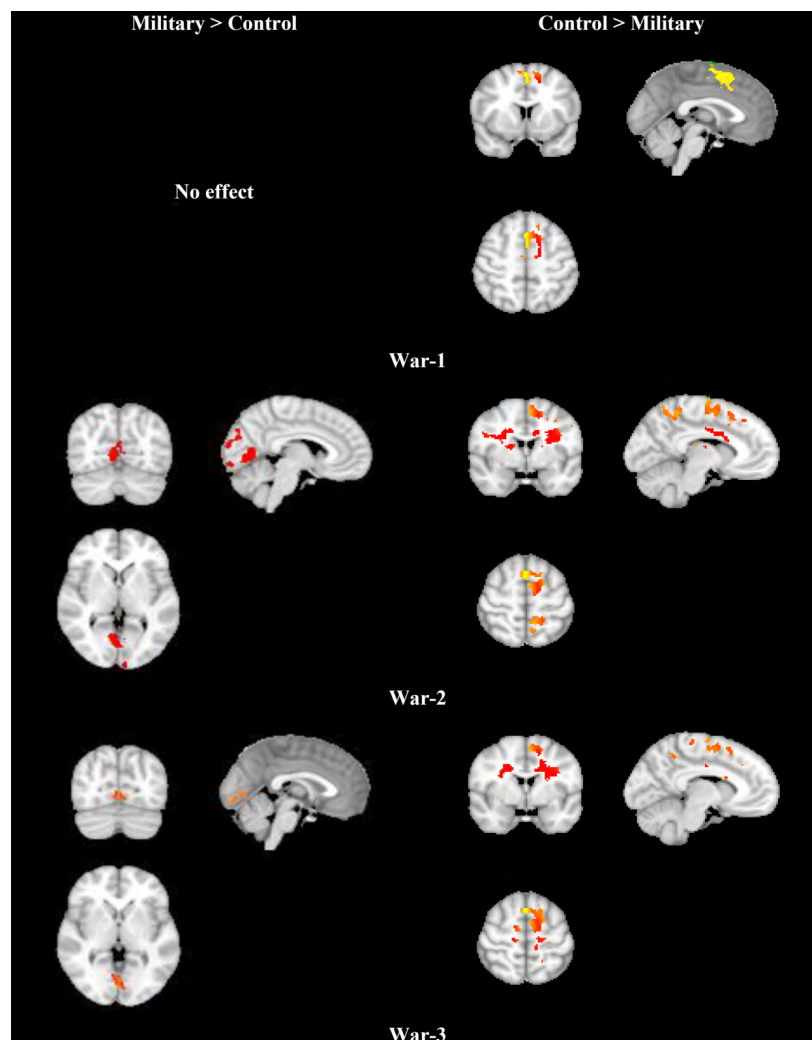 Military > Control
Control > Military
No effect
War-1
War-2
War-3